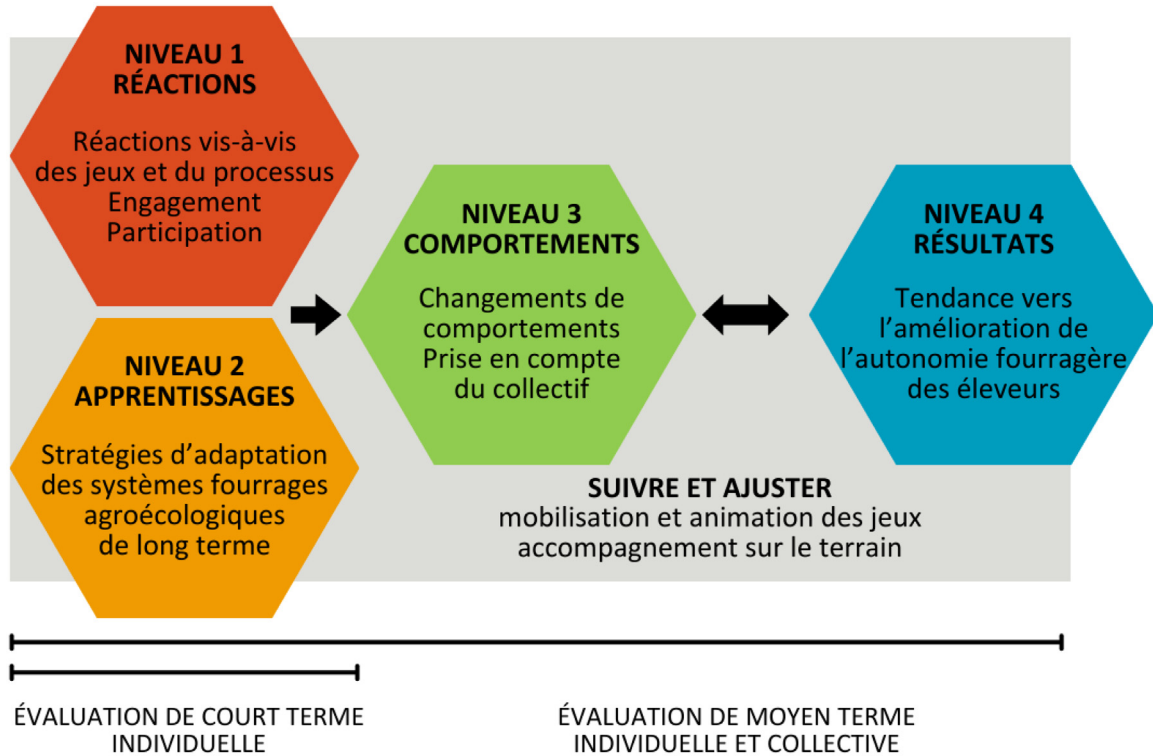 NIVEAU 1
RÉACTIONS
Réactions vis-à-vis
des jeux et du processus
Engagement
Participation
NIVEAU 2
APPRENTISSAGES
Stratégies d’adaptation
des systèmes fourrages
agroécologiques
de long terme
NIVEAU 3
COMPORTEMENTS
Changements de
comportements
Prise en compte
du collectif
NIVEAU 4
RÉSULTATS
Tendance vers
l’amélioration de
l’autonomie fourragère
des éleveurs
SUIVRE ET AJUSTER
mobilisation et animation des jeux
accompagnement sur le terrain
ÉVALUATION DE COURT TERME
INDIVIDUELLE
ÉVALUATION DE MOYEN TERME
INDIVIDUELLE ET COLLECTIVE